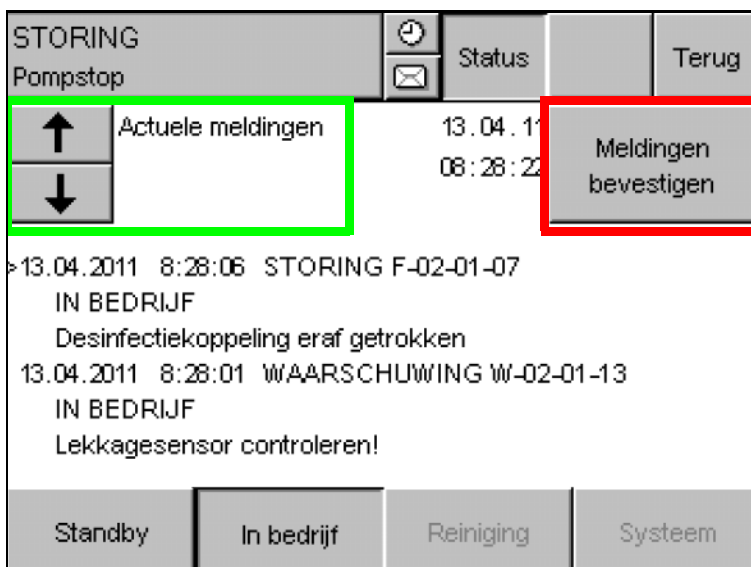 STORING
Pompstop
Status
Terug
Actuele meldingen
13.04.11
08:28:22
Meldingen
bevestigen
>13.04.2011 8:28:06 STORING F-02-01-07
IN BEDRIJF
Desinfectiekoppeling eraf getrokken
13.04.2011 8:28:01 WAARSCHUWING W-02-01-13
IN BEDRIJF
Lekkagesensor controleren!
Standby
In bedrijf
Reiniging
Systeem